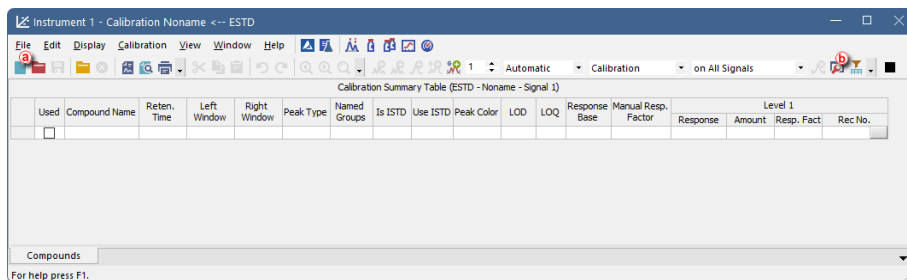 Instrument 1 - Calibration Noname <-- ESTD
File Edit Display Calibration View Window Help
a
1 Automatic Calibration on All Signals
b
Calibration Summary Table (ESTD - Noname - Signal 1)
Used Compound Name Reten. Time Left Window Right Window Peak Type Named Groups Is ISTD Use ISTD Peak Color LOD LOQ Response Base Manual Resp. Factor Level 1
Response Amount Resp. Fact Rec No.
Compounds
For help press F1.